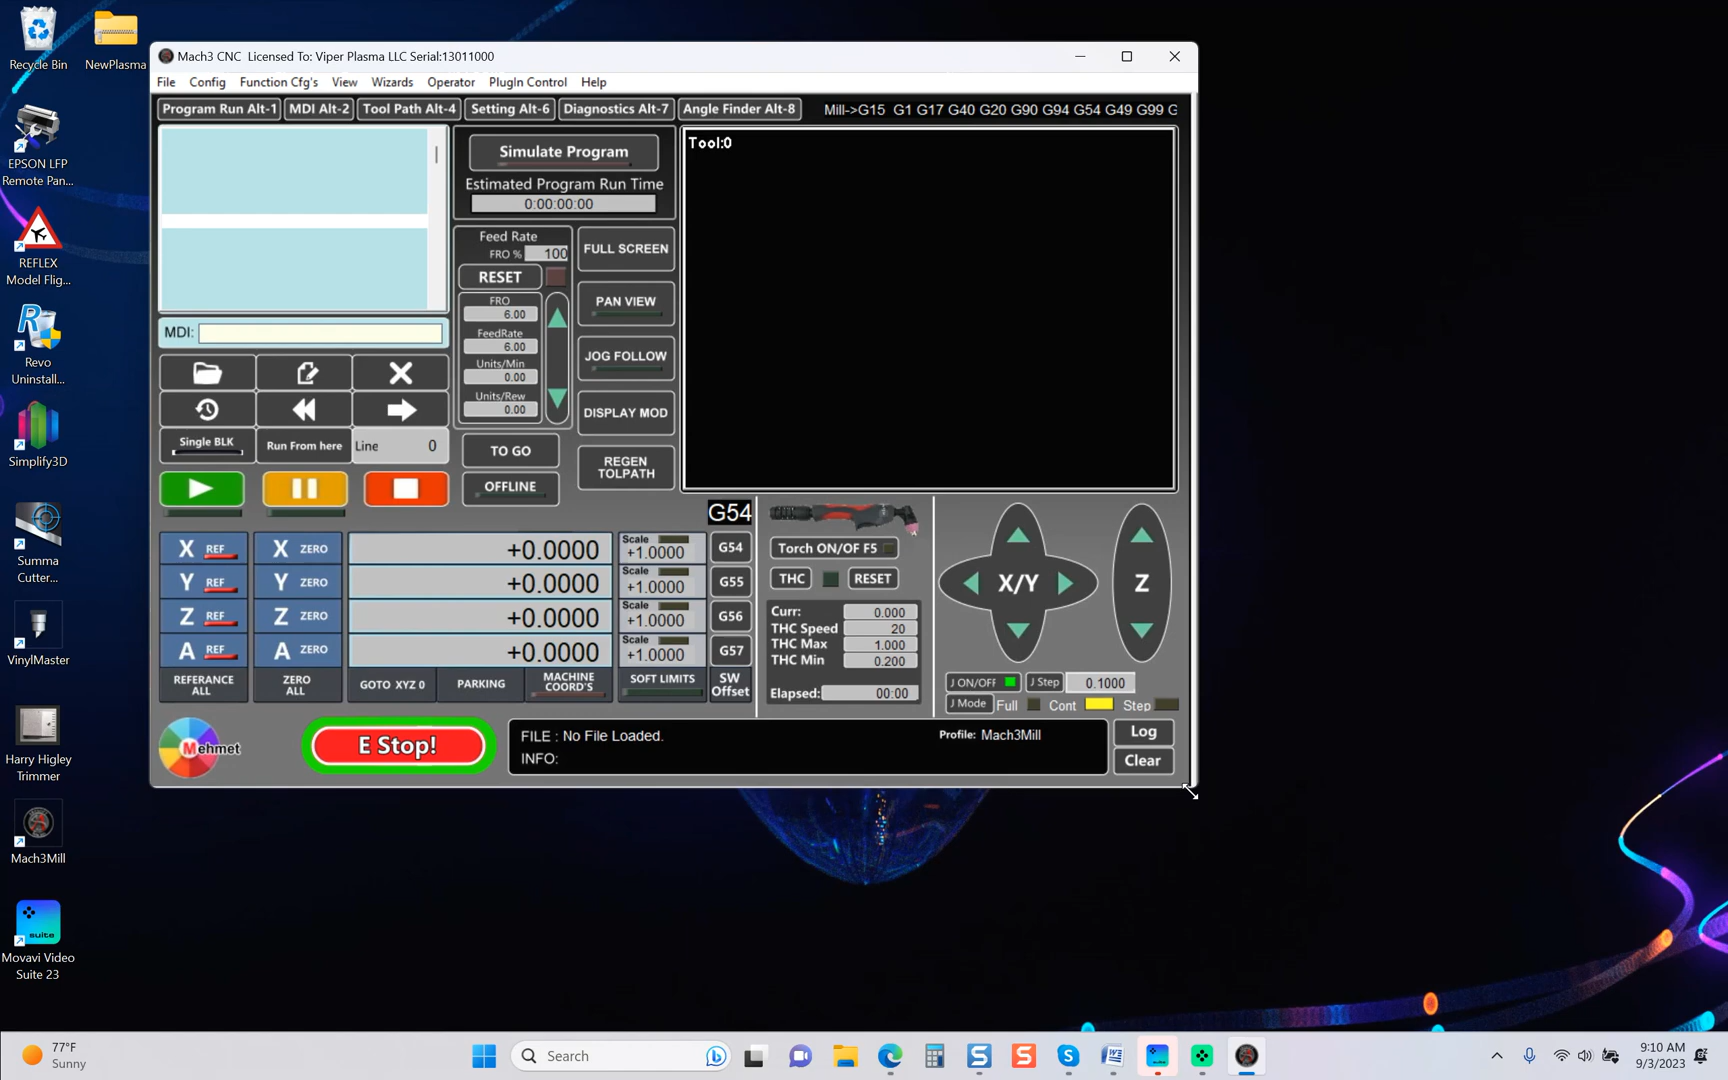 Recycle Bin
NewPlasma
EPSON LFP
Remote Pan...
REFLEX
Model Flig...
Revo
Uninstall...
Simplify3D
Summa
Cutter...
VinylMaster
Harry Higley
Trimmer
Mach3Mill
suite
Movavi Video
Suite 23
Mach3 CNC Licensed To: Viper Plasma LLC Serial:13011000
File Config Function Cfg's View Wizards Operator PlugIn Control Help
Program Run Alt-1 MDI Alt-2 Tool Path Alt-4 Setting Alt-6 Diagnostics Alt-7 Angle Finder Alt-8 Mill->G15 G1 G17 G40 G20 G90 G94 G54 G49 G99 G
Simulate Program
Estimated Program Run Time
0:00:00:00
Tool:0
MDI:
Single BLK
Run From here
Line 0
Feed Rate
FRO % 100
RESET
FRO
6.00
FeedRate
6.00
Units/Min
0.00
Units/Rew
0.00
FULL SCREEN
PAN VIEW
JOG FOLLOW
DISPLAY MOD
REGEN
TOLPATH
TO GO
OFFLINE
G54
X REF X ZERO +0.0000 Scale +1.0000 G54
Y REF Y ZERO +0.0000 Scale +1.0000 G55
Z REF Z ZERO +0.0000 Scale +1.0000 G56
A REF A ZERO +0.0000 Scale +1.0000 G57
REFERANCE
ALL
ZERO
ALL
GOTO XYZ 0
PARKING
MACHINE
COORD'S
SOFT LIMITS
SW
Offset
Torch ON/OF F5
THC RESET
Curr: 0.000
THC Speed 20
THC Max 1.000
THC Min 0.200
Elapsed: 00:00
X/Y
Z
J ON/OFF J Step 0.1000
J Mode Full Cont Step
Mehmet
E Stop!
FILE : No File Loaded.
INFO:
Profile: Mach3Mill
Log
Clear
77°F
Sunny
Search
9:10 AM
9/3/2023